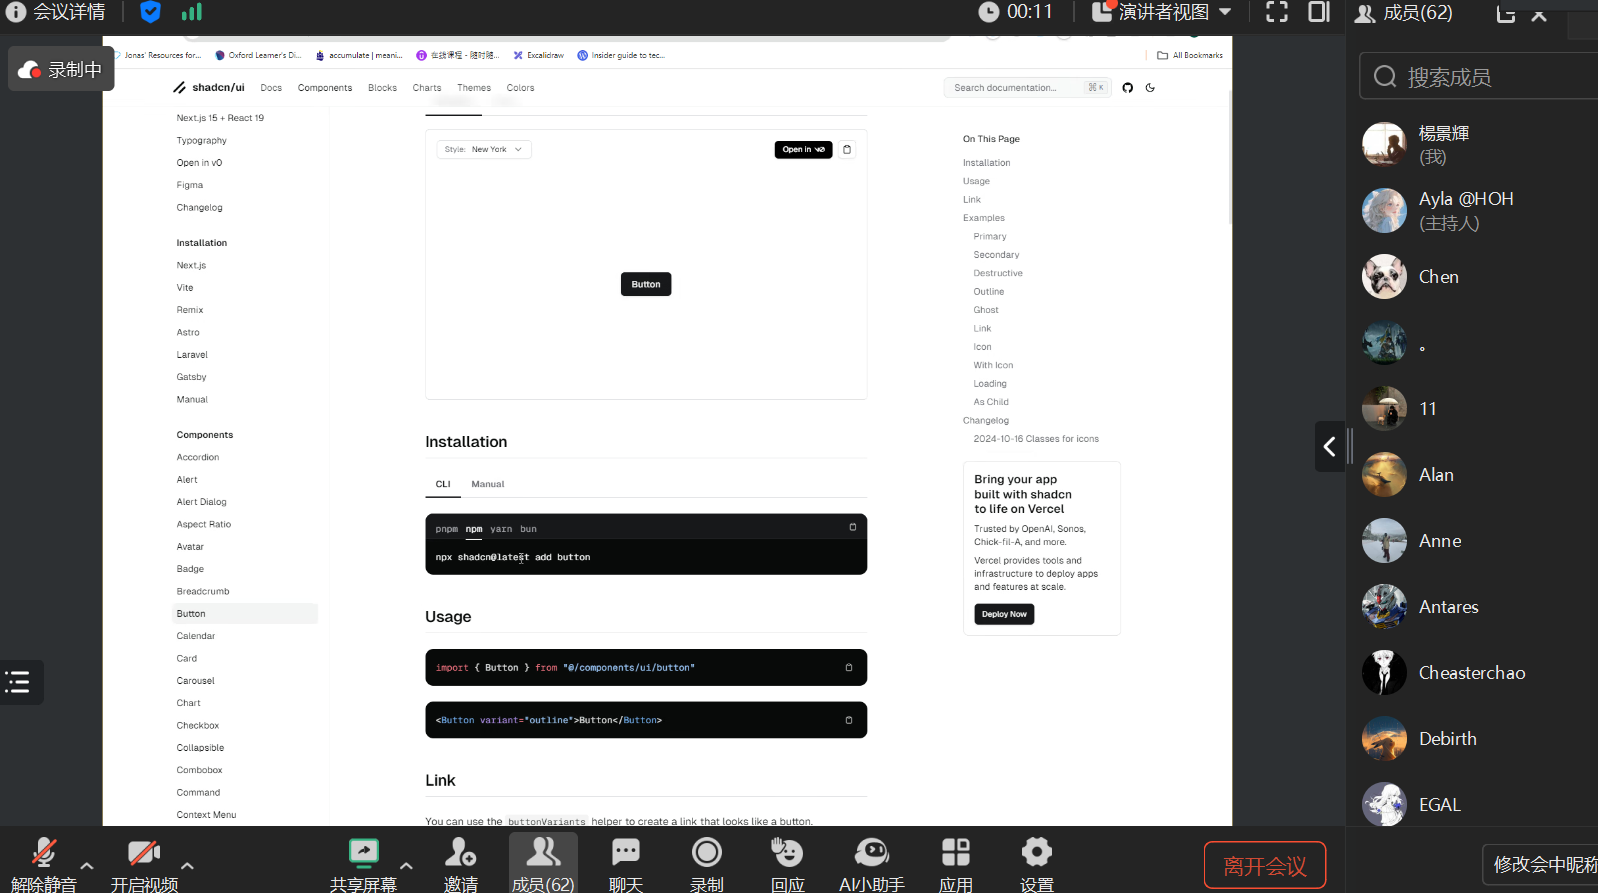 会议详情
00:11
演讲者视图
成员(62)
录制中
Jonas' Resources for...
Oxford Learner's Di...
accumulate | meani...
在线课程 - 随时随...
Excalidraw
Insider guide to tec...
All Bookmarks
shadcn/ui
Docs
Components
Blocks
Charts
Themes
Colors
Search documentation...
⌘ K
Next.js 15 + React 19
Typography
Open in v0
Figma
Changelog
Installation
Next.js
Vite
Remix
Astro
Laravel
Gatsby
Manual
Components
Accordion
Alert
Alert Dialog
Aspect Ratio
Avatar
Badge
Breadcrumb
Button
Calendar
Card
Carousel
Chart
Checkbox
Collapsible
Combobox
Command
Context Menu
Style: New York
Open in v0
Button
Installation
CLI
Manual
pnpm npm yarn bun
npx shadcn@latest add button
Usage
import { Button } from "@/components/ui/button"
<Button variant="outline">Button</Button>
Link
You can use the buttonVariants helper to create a link that looks like a button.
On This Page
Installation
Usage
Link
Examples
Primary
Secondary
Destructive
Outline
Ghost
Link
Icon
With Icon
Loading
As Child
Changelog
2024-10-16 Classes for icons
Bring your app
built with shadcn
to life on Vercel
Trusted by OpenAI, Sonos,
Chick-fil-A, and more.
Vercel provides tools and
infrastructure to deploy apps
and features at scale.
Deploy Now
搜索成员
楊景輝
(我)
Ayla @HOH
(主持人)
Chen
。
11
Alan
Anne
Antares
Cheasterchao
Debirth
EGAL
解除静音
开启视频
共享屏幕
邀请
成员(62)
聊天
录制
回应
AI小助手
应用
设置
离开会议
修改会中昵称